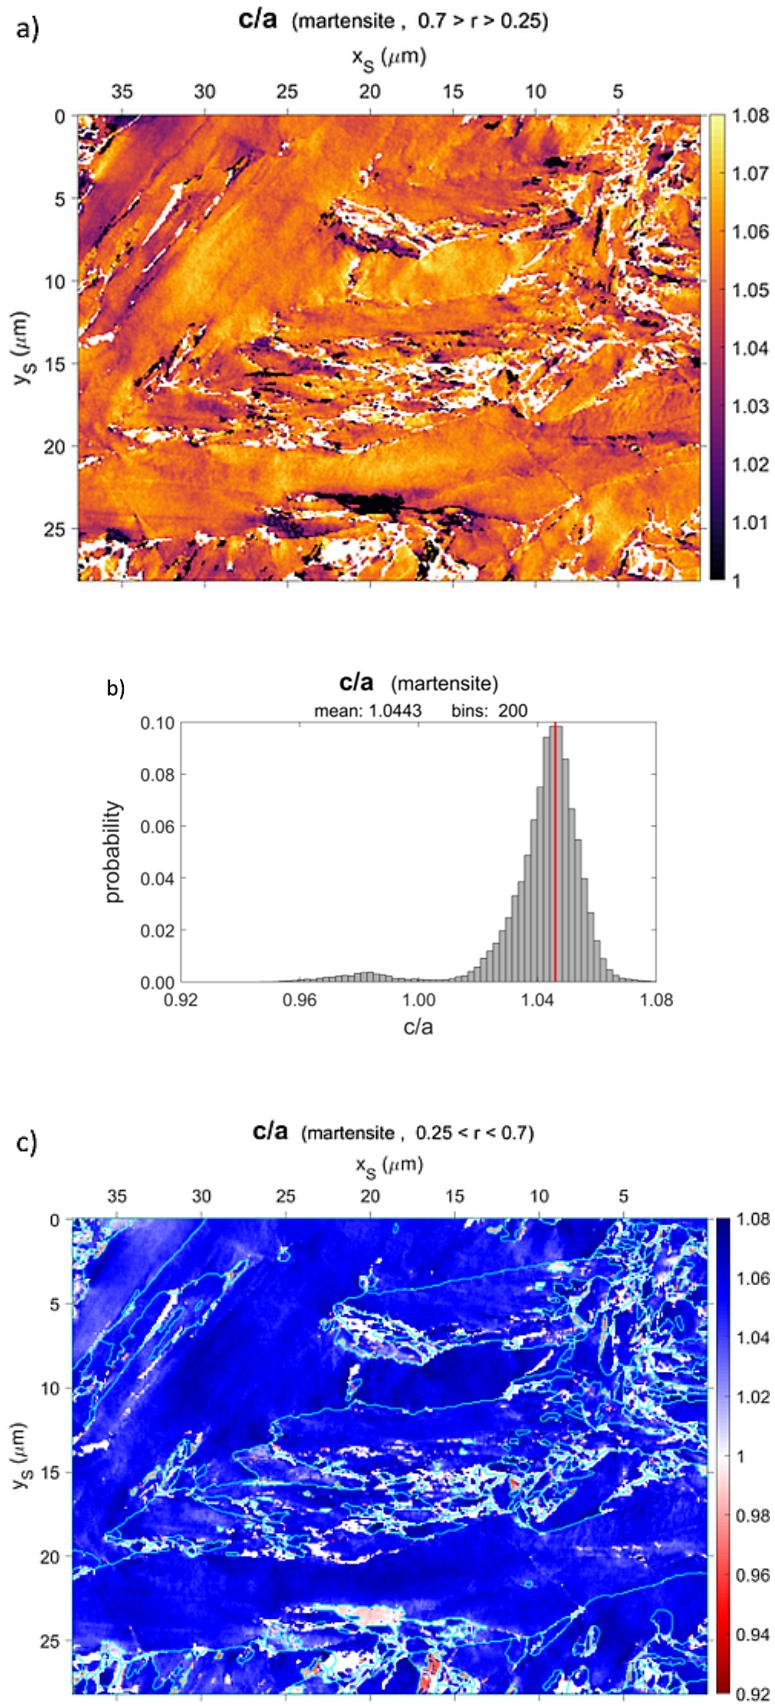 a)
c/a (martensite , 0.7 > r > 0.25)
x_S (μm)
35 30 25 20 15 10 5
0
5
10
15
20
25
y_S (μm)
1.08
1.07
1.06
1.05
1.04
1.03
1.02
1.01
1
b)
c/a (martensite)
mean: 1.0443 bins: 200
0.10
0.08
0.06
0.04
0.02
0.00
probability
0.92 0.96 1.00 1.04 1.08
c/a
c)
c/a (martensite , 0.25 < r < 0.7)
x_S (μm)
35 30 25 20 15 10 5
0
5
10
15
20
25
y_S (μm)
1.08
1.06
1.04
1.02
1
0.98
0.96
0.94
0.92